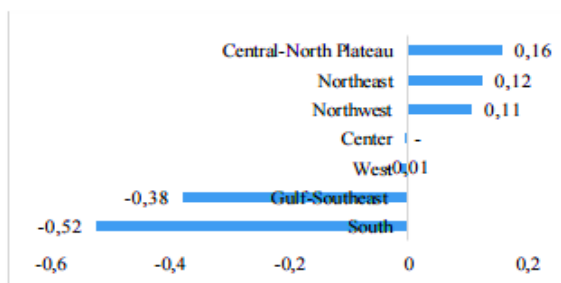 Central-North Plateau 0,16
Northeast 0,12
Northwest 0,11
Center -
West -0,01
-0,38 Gulf-Southeast
-0,52 South
-0,6 -0,4 -0,2 0 0,2